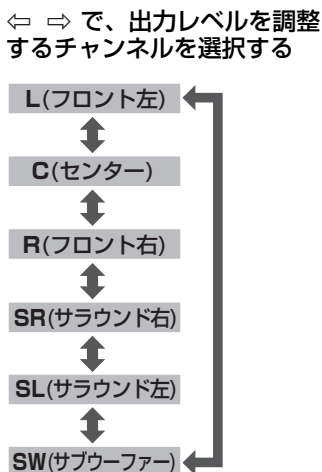 ⇦ ⇨ で、出力レベルを調整
するチャンネルを選択する
L(フロント左)
C(センター)
R(フロント右)
SR(サラウンド右)
SL(サラウンド左)
SW(サブウーファー)